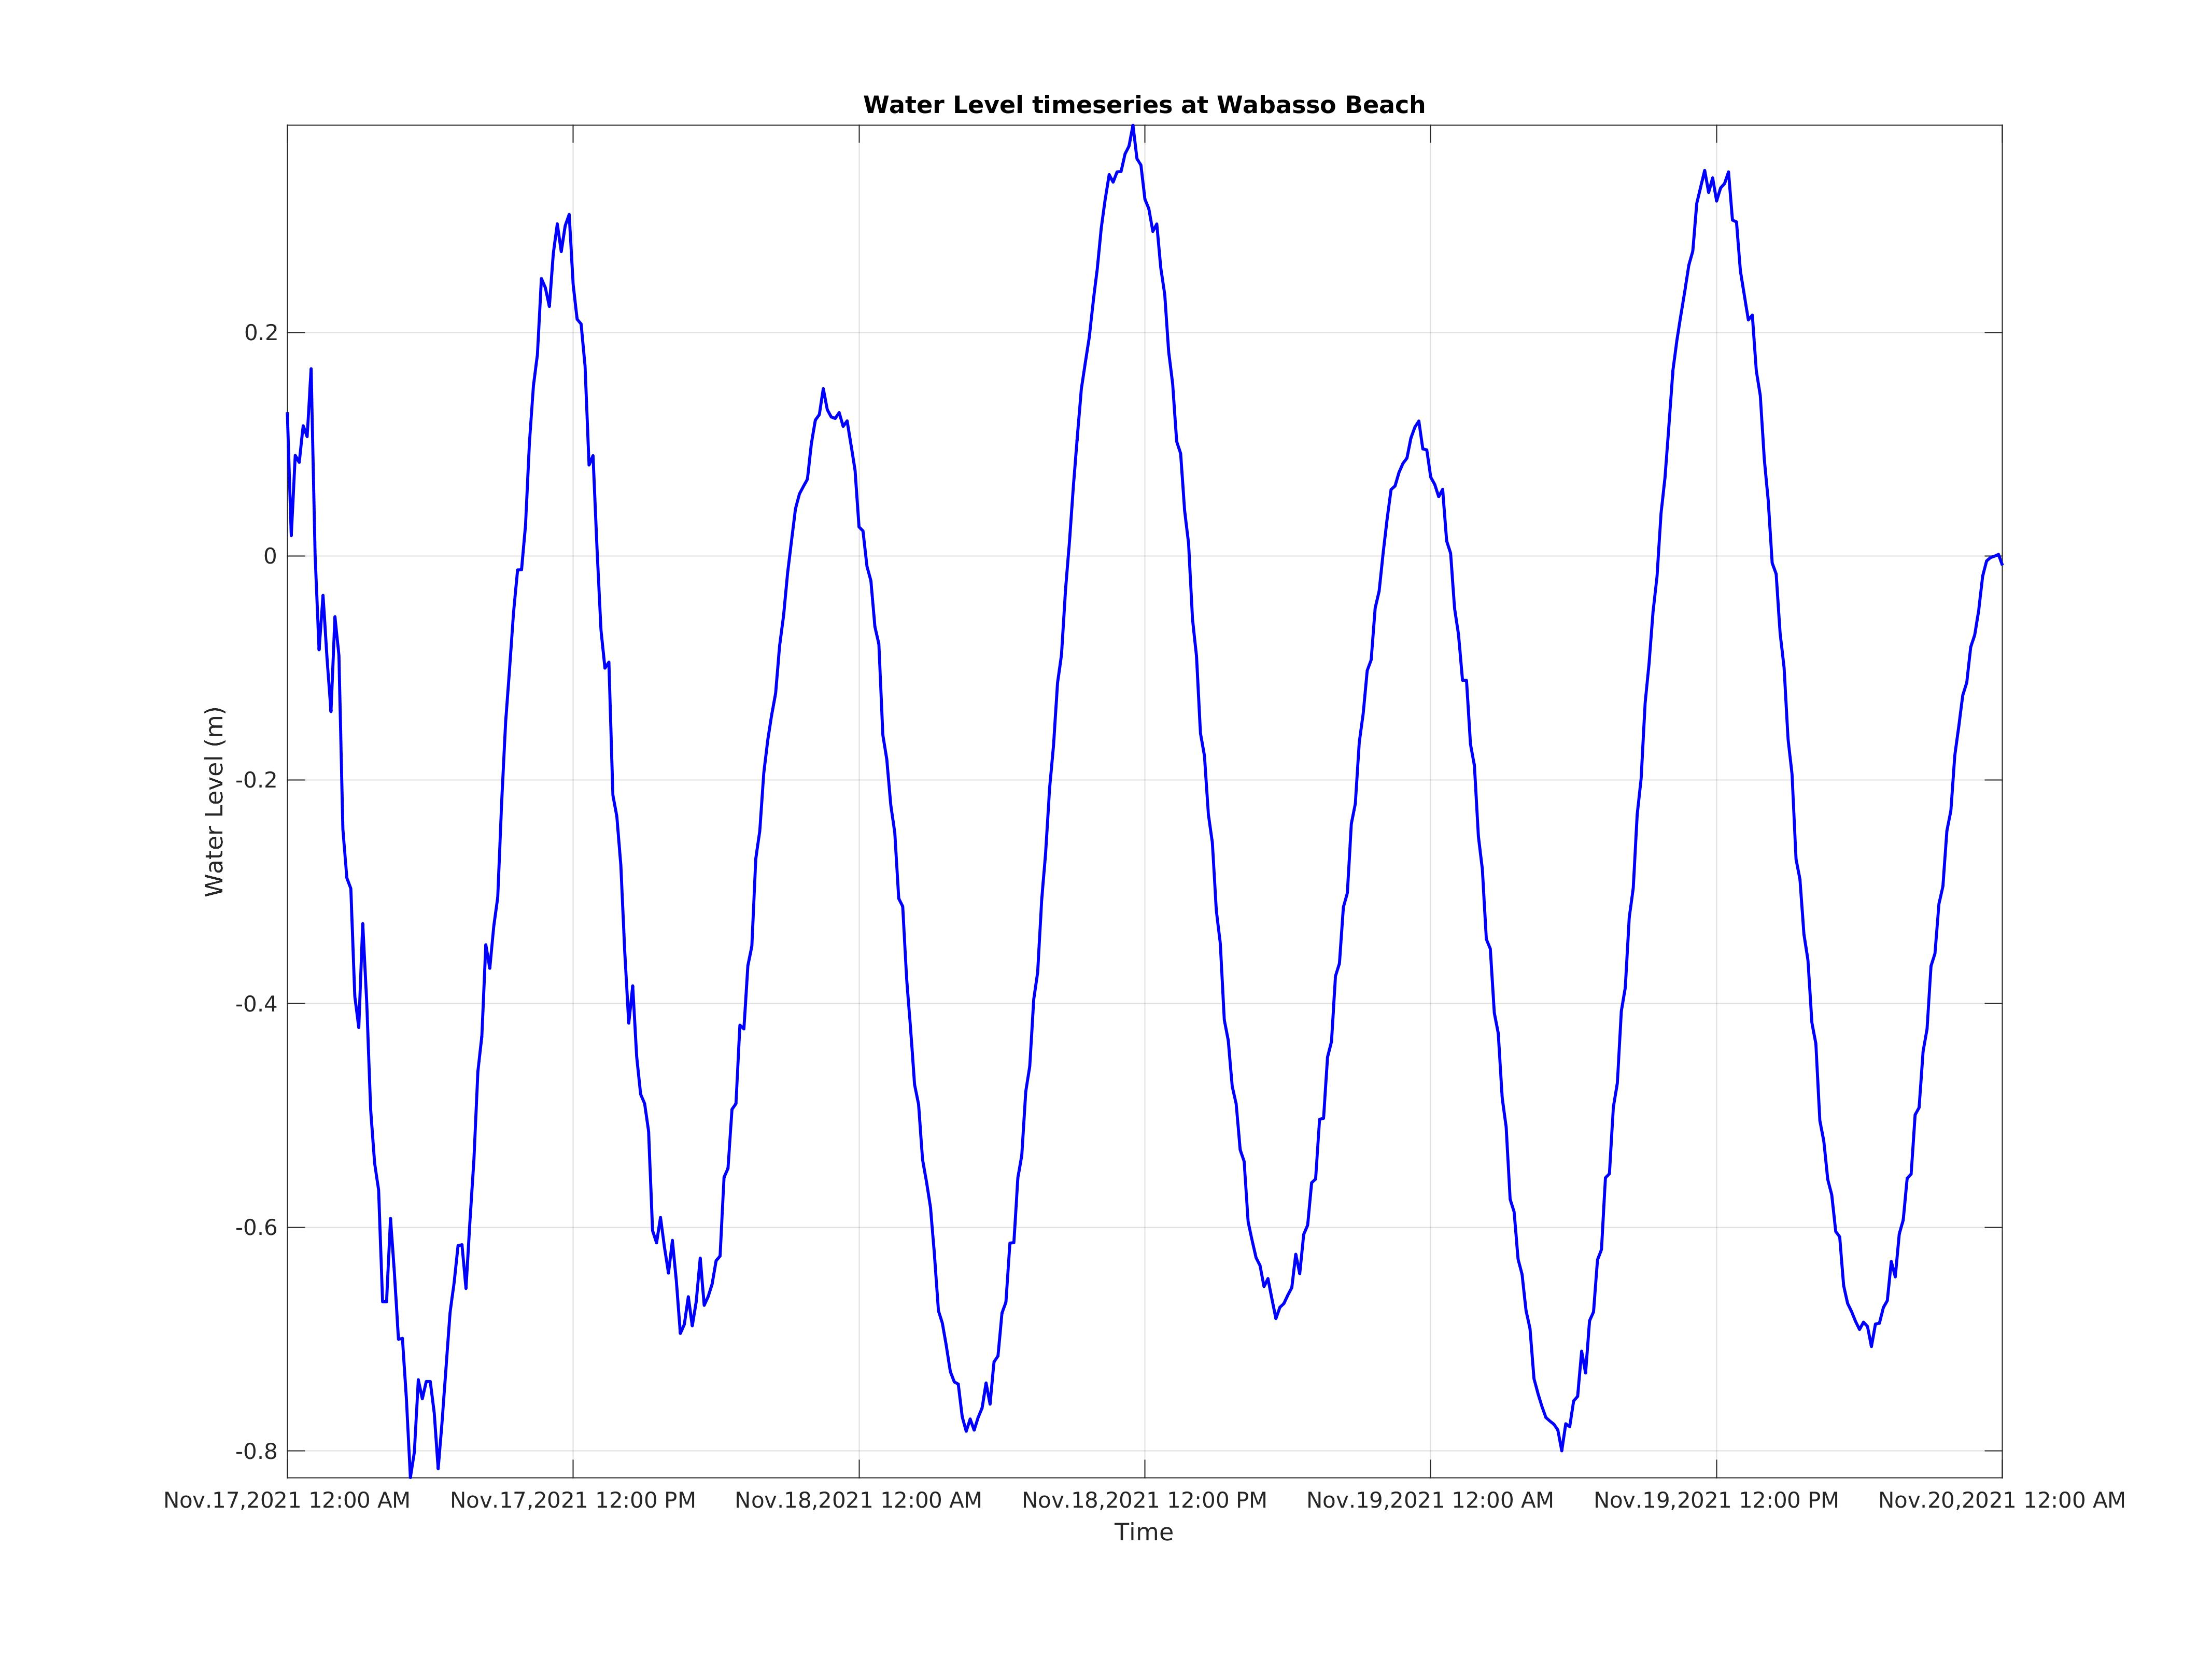 Water Level timeseries at Wabasso Beach
0.2
0
-0.2
-0.4
-0.6
-0.8
Water Level (m)
Nov.17,2021 12:00 AM
Nov.17,2021 12:00 PM
Nov.18,2021 12:00 AM
Nov.18,2021 12:00 PM
Nov.19,2021 12:00 AM
Nov.19,2021 12:00 PM
Nov.20,2021 12:00 AM
Time